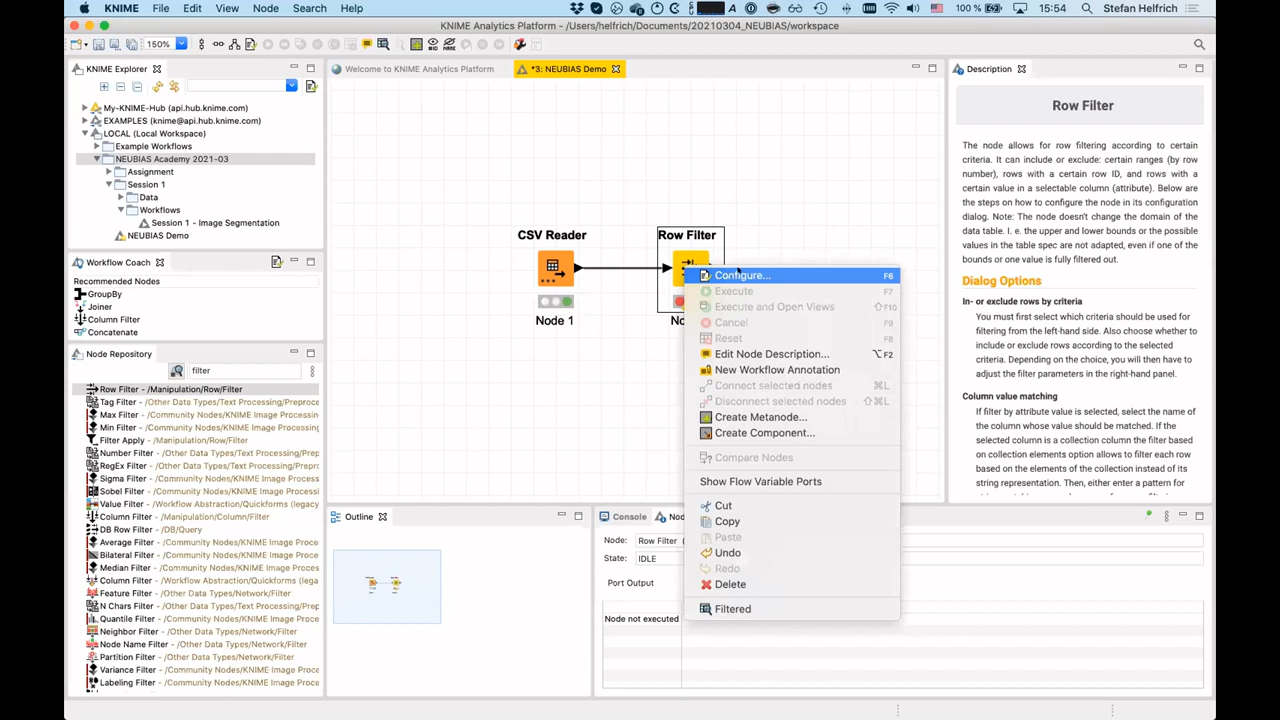 KNIME File Edit View Node Search Help 100 % 15:54 Stefan Helfrich
KNIME Analytics Platform - /Users/helfrich/Documents/20210304_NEUBIAS/workspace
150%
KNIME Explorer
My-KNIME-Hub (api.hub.knime.com)
EXAMPLES (knime@api.hub.knime.com)
LOCAL (Local Workspace)
Example Workflows
NEUBIAS Academy 2021-03
Assignment
Session 1
Data
Workflows
Session 1 - Image Segmentation
NEUBIAS Demo
Workflow Coach
Recommended Nodes
GroupBy
Joiner
Column Filter
Concatenate
Node Repository
filter
Row Filter - /Manipulation/Row/Filter
Tag Filter - /Other Data Types/Text Processing/Preproce
Max Filter - /Community Nodes/KNIME Image Processing
Min Filter - /Community Nodes/KNIME Image Processing
Filter Apply - /Manipulation/Row/Filter
Number Filter - /Other Data Types/Text Processing/Prep
RegEx Filter - /Other Data Types/Text Processing/Prepro
Sigma Filter - /Community Nodes/KNIME Image Process
Sobel Filter - /Community Nodes/KNIME Image Process
Value Filter - /Workflow Abstraction/Quickforms (legacy
Column Filter - /Manipulation/Column/Filter
DB Row Filter - /DB/Query
Average Filter - /Community Nodes/KNIME Image Proce
Bilateral Filter - /Community Nodes/KNIME Image Proce
Median Filter - /Community Nodes/KNIME Image Proces
Column Filter - /Workflow Abstraction/Quickforms (lega
Feature Filter - /Other Data Types/Network/Filter
N Chars Filter - /Other Data Types/Text Processing/Prep
Quantile Filter - /Community Nodes/KNIME Image Proce
Neighbor Filter - /Other Data Types/Network/Filter
Node Name Filter - /Other Data Types/Network/Filter
Partition Filter - /Other Data Types/Network/Filter
Variance Filter - /Community Nodes/KNIME Image Proce
Labeling Filter - /Community Nodes/KNIME Image Proce
Welcome to KNIME Analytics Platform
*3: NEUBIAS Demo
CSV Reader
Node 1
Row Filter
No
Configure... F6
Execute F7
Execute and Open Views ⇧F10
Cancel F9
Reset F8
Edit Node Description... ⌥F2
New Workflow Annotation
Connect selected nodes ⌘L
Disconnect selected nodes ⇧⌘L
Create Metanode...
Create Component...
Compare Nodes
Show Flow Variable Ports
Cut
Copy
Paste
Undo
Redo
Delete
Filtered
Outline
Console
Nod
Node: Row Filter (
State: IDLE
Port Output
Node not executed
Description
Row Filter
The node allows for row filtering according to certain
criteria. It can include or exclude: certain ranges (by row
number), rows with a certain row ID, and rows with a
certain value in a selectable column (attribute). Below are
the steps on how to configure the node in its configuration
dialog. Note: The node doesn't change the domain of the
data table. I. e. the upper and lower bounds or the possible
values in the table spec are not adapted, even if one of the
bounds or one value is fully filtered out.
Dialog Options
In- or exclude rows by criteria
You must first select which criteria should be used for
filtering from the left-hand side. Also choose whether to
include or exclude rows according to the selected
criteria. Depending on the choice, you will then have to
adjust the filter parameters in the right-hand panel.
Column value matching
If filter by attribute value is selected, select the name of
the column whose value should be matched. If the
selected column is a collection column the filter based
on collection elements option allows to filter each row
based on the elements of the collection instead of its
string representation. Then, either enter a pattern for